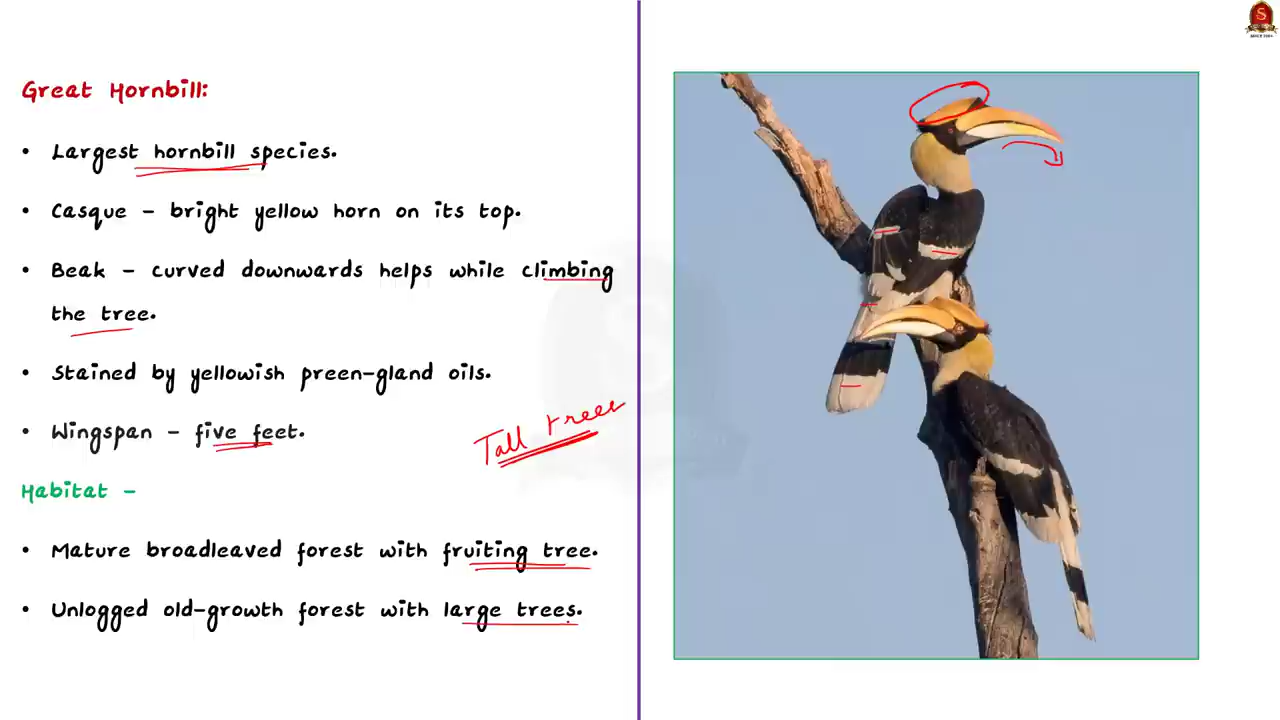 Great Hornbill:
• Largest hornbill species.
• Casque – bright yellow horn on its top.
• Beak – curved downwards helps while climbing
the tree.
• Stained by yellowish preen-gland oils.
• Wingspan – five feet.
Tall trees
Habitat –
• Mature broadleaved forest with fruiting tree.
• Unlogged old-growth forest with large trees.
S